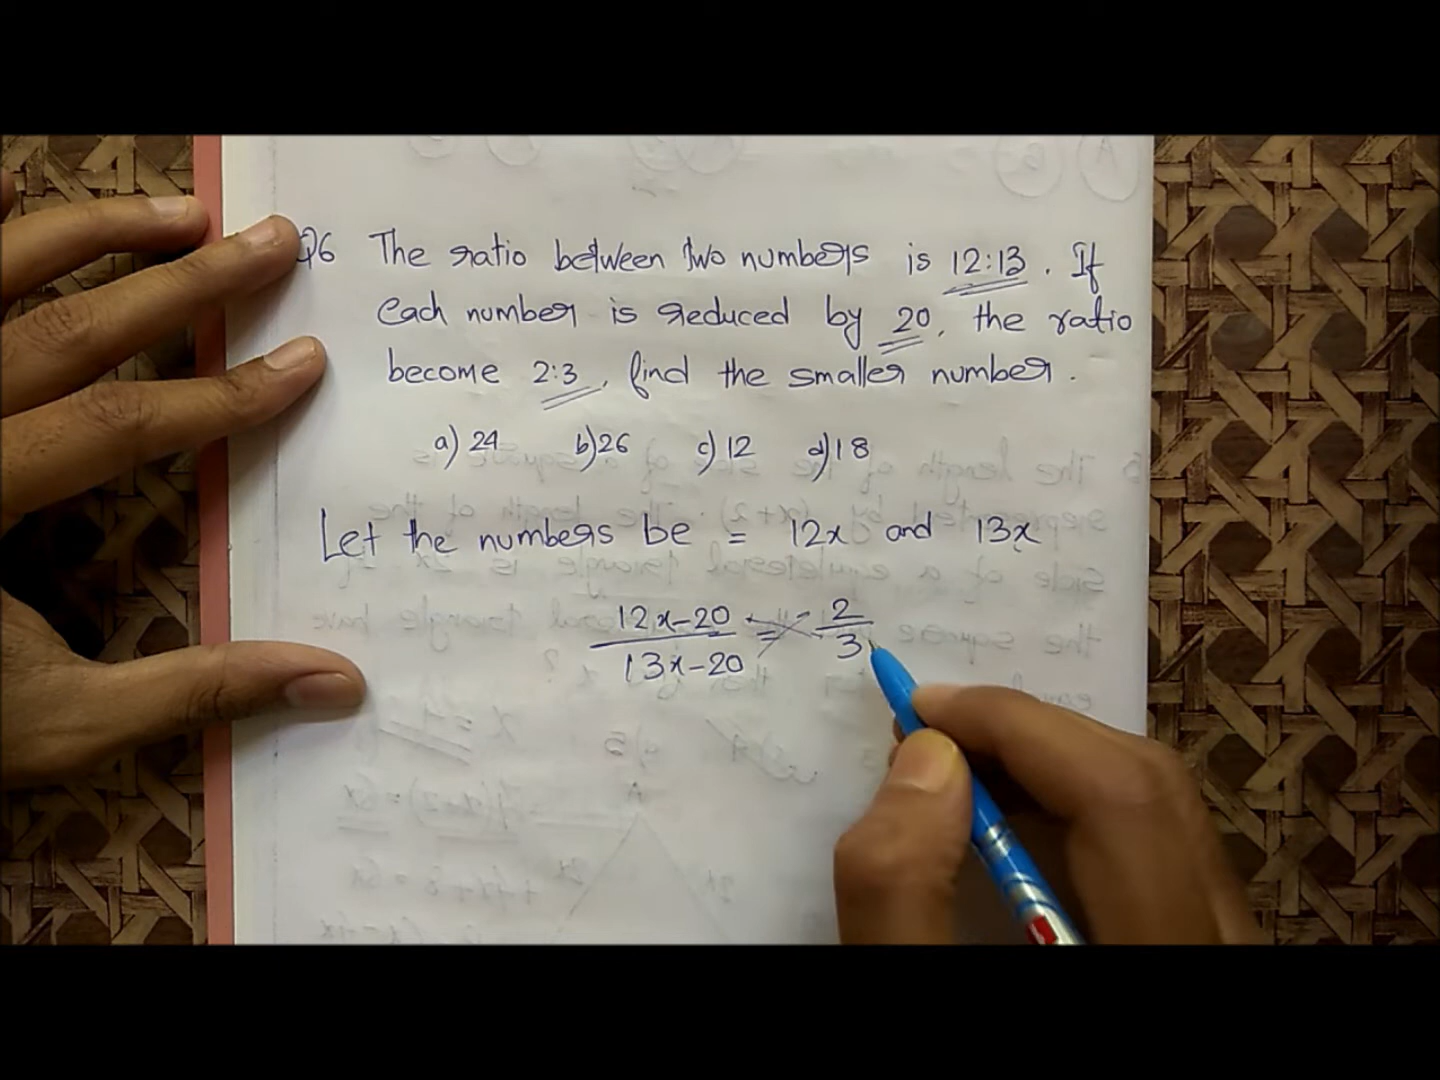 Q6 The ratio between two numbers is 12:13. If
each number is reduced by 20, the ratio
become 2:3, find the smaller number.
a) 24 b) 26 c) 12 d) 18
Let the numbers be = 12x and 13x
12x-20 = 2
13x-20 3